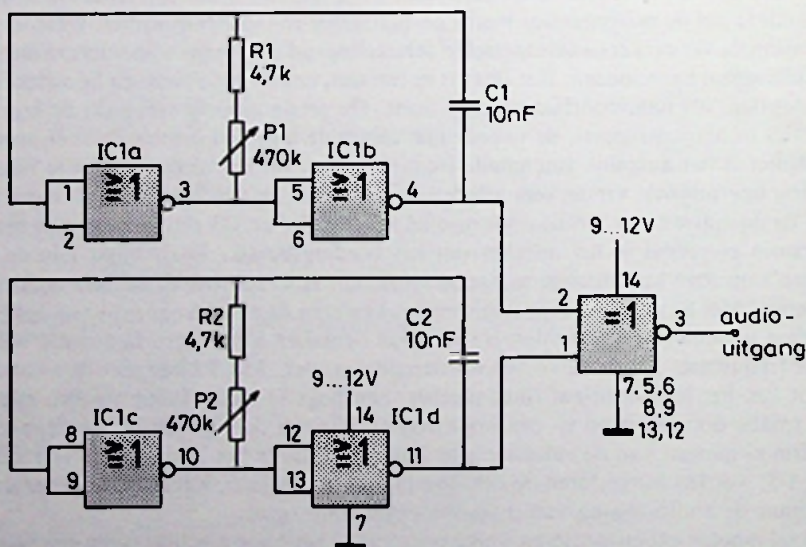 R1
4,7k
P1
470k
C1
10nF
IC1a
1
2
≥1
3
IC1b
5
6
≥1
4
R2
4,7k
P2
470k
C2
10nF
9...12V
14
IC1c
8
9
≥1
10
IC1d
12
13
≥1
11
7
9...12V
14
2
1
=1
3
audio-
uitgang
7,5,6
8,9
13,12